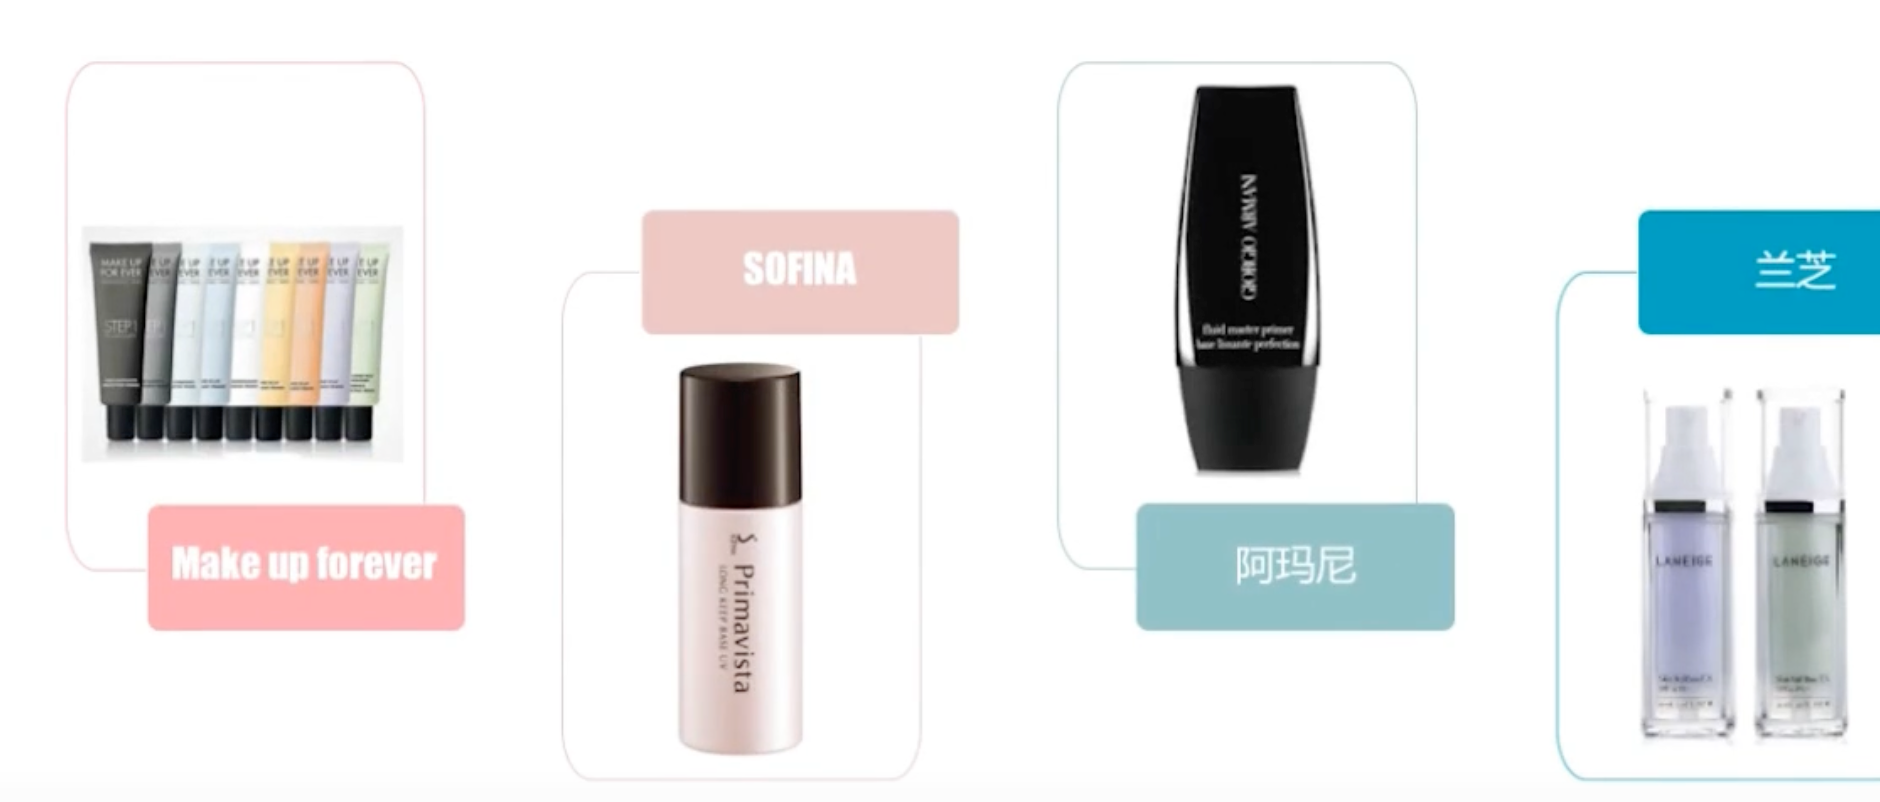 MAKE UP
FOR EVER
STEP 1
Make up forever
SOFINA
Primavista
LONG KEEP BASE UV
GIORGIO ARMANI
fluid master primer
base lissante perfection
阿玛尼
兰芝
LANEIGE
LANEIGE